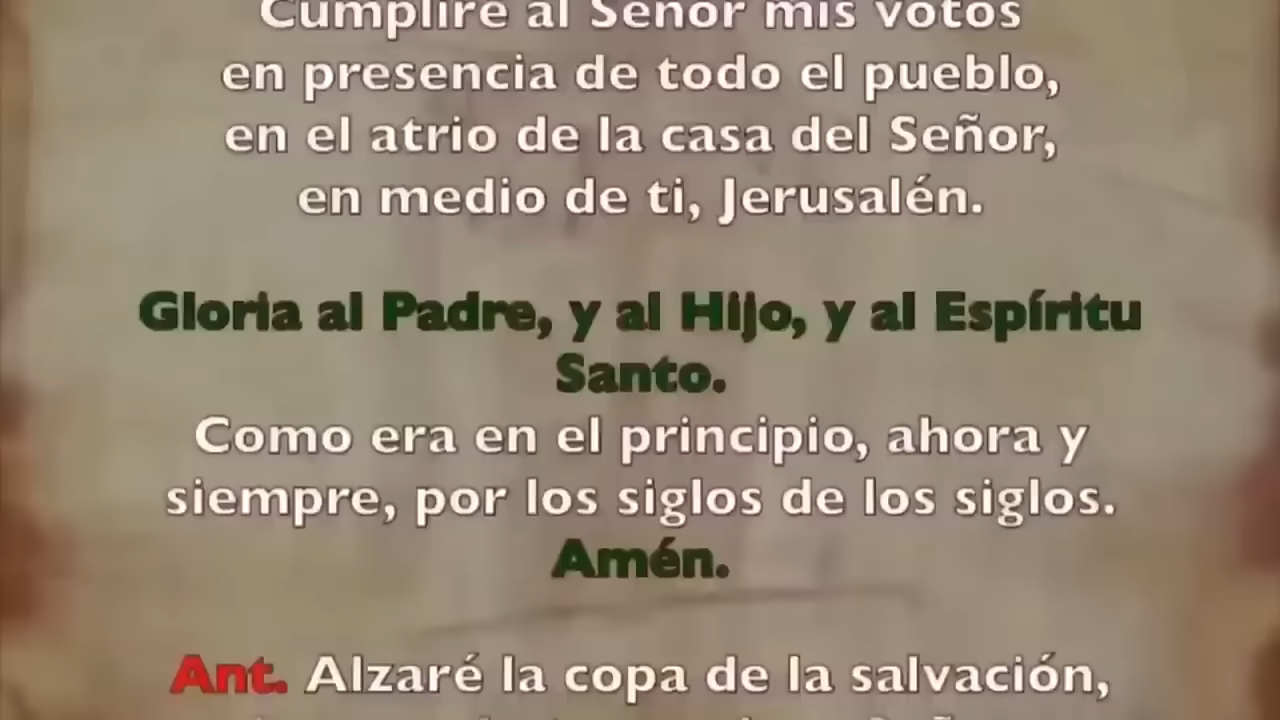 Cumpliré al Señor mis votos
en presencia de todo el pueblo,
en el atrio de la casa del Señor,
en medio de ti, Jerusalén.
Gloria al Padre, y al Hijo, y al Espíritu
Santo.
Como era en el principio, ahora y
siempre, por los siglos de los siglos.
Amén.
Ant. Alzaré la copa de la salvación,